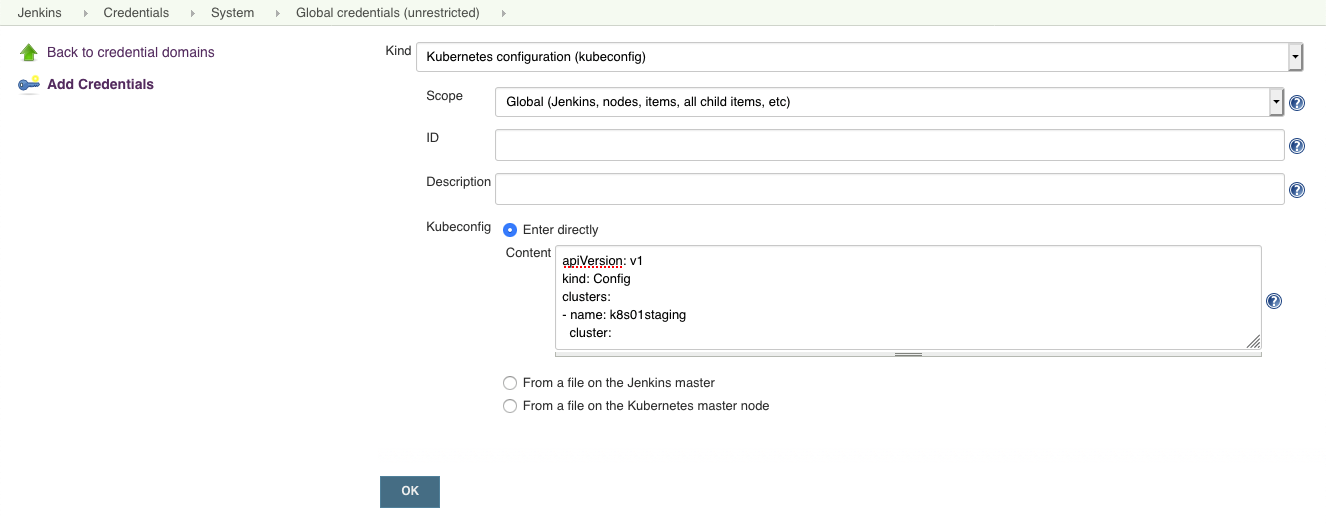 Jenkins Credentials System Global credentials (unrestricted)
Back to credential domains
Add Credentials
Kind Kubernetes configuration (kubeconfig)
Scope Global (Jenkins, nodes, items, all child items, etc)
ID
Description
Kubeconfig Enter directly
Content apiVersion: v1
kind: Config
clusters:
- name: k8s01staging
cluster:
From a file on the Jenkins master
From a file on the Kubernetes master node
OK